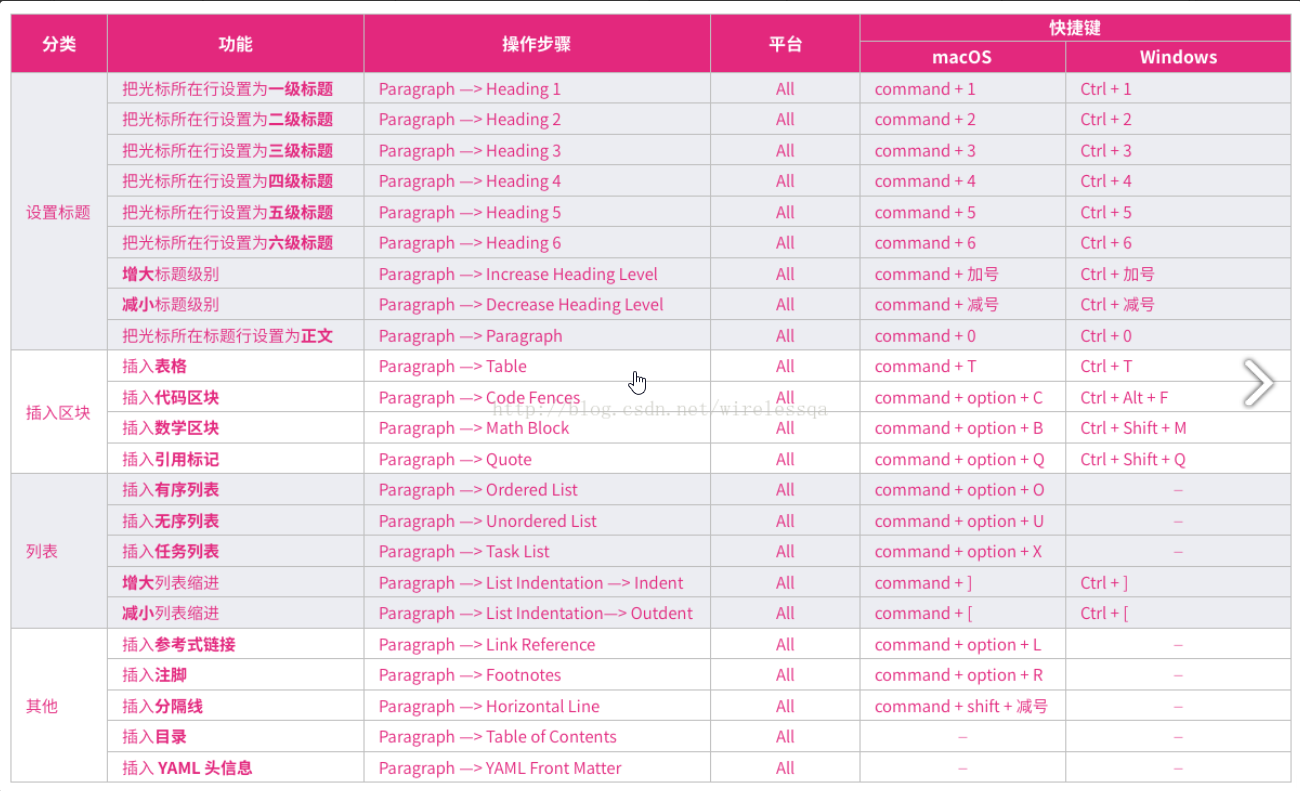 分类 功能 操作步骤 平台 快捷键
macOS Windows
设置标题
把光标所在行设置为一级标题 Paragraph —> Heading 1 All command + 1 Ctrl + 1
把光标所在行设置为二级标题 Paragraph —> Heading 2 All command + 2 Ctrl + 2
把光标所在行设置为三级标题 Paragraph —> Heading 3 All command + 3 Ctrl + 3
把光标所在行设置为四级标题 Paragraph —> Heading 4 All command + 4 Ctrl + 4
把光标所在行设置为五级标题 Paragraph —> Heading 5 All command + 5 Ctrl + 5
把光标所在行设置为六级标题 Paragraph —> Heading 6 All command + 6 Ctrl + 6
增大标题级别 Paragraph —> Increase Heading Level All command + 加号 Ctrl + 加号
减小标题级别 Paragraph —> Decrease Heading Level All command + 减号 Ctrl + 减号
把光标所在标题行设置为正文 Paragraph —> Paragraph All command + 0 Ctrl + 0
插入区块
插入表格 Paragraph —> Table All command + T Ctrl + T
插入代码区块 Paragraph —> Code Fences All command + option + C Ctrl + Alt + F
http://blog.csdn.net/wirelessqa
插入数学区块 Paragraph —> Math Block All command + option + B Ctrl + Shift + M
插入引用标记 Paragraph —> Quote All command + option + Q Ctrl + Shift + Q
列表
插入有序列表 Paragraph —> Ordered List All command + option + O –
插入无序列表 Paragraph —> Unordered List All command + option + U –
插入任务列表 Paragraph —> Task List All command + option + X –
增大列表缩进 Paragraph —> List Indentation —> Indent All command + ] Ctrl + ]
减小列表缩进 Paragraph —> List Indentation—> Outdent All command + [ Ctrl + [
其他
插入参考式链接 Paragraph —> Link Reference All command + option + L –
插入注脚 Paragraph —> Footnotes All command + option + R –
插入分隔线 Paragraph —> Horizontal Line All command + shift + 减号 –
插入目录 Paragraph —> Table of Contents All – –
插入 YAML 头信息 Paragraph —> YAML Front Matter All – –